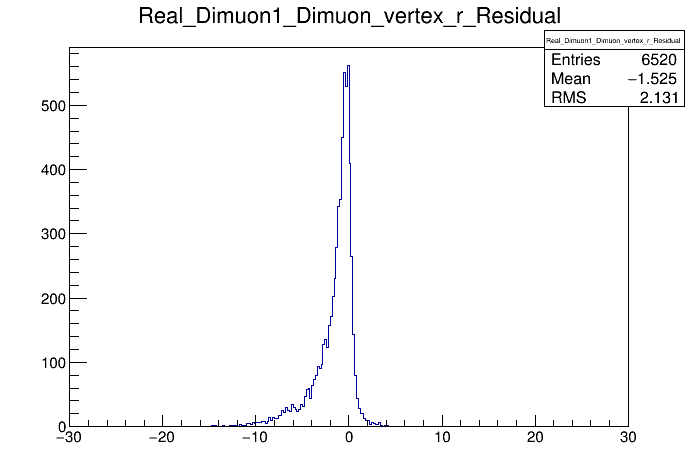 Real_Dimuon1_Dimuon_vertex_r_Residual
Real_Dimuon1_Dimuon_vertex_r_Residual
Entries 6520
Mean −1.525
RMS 2.131
500
400
300
200
100
0
−30 −20 −10 0 10 20 30